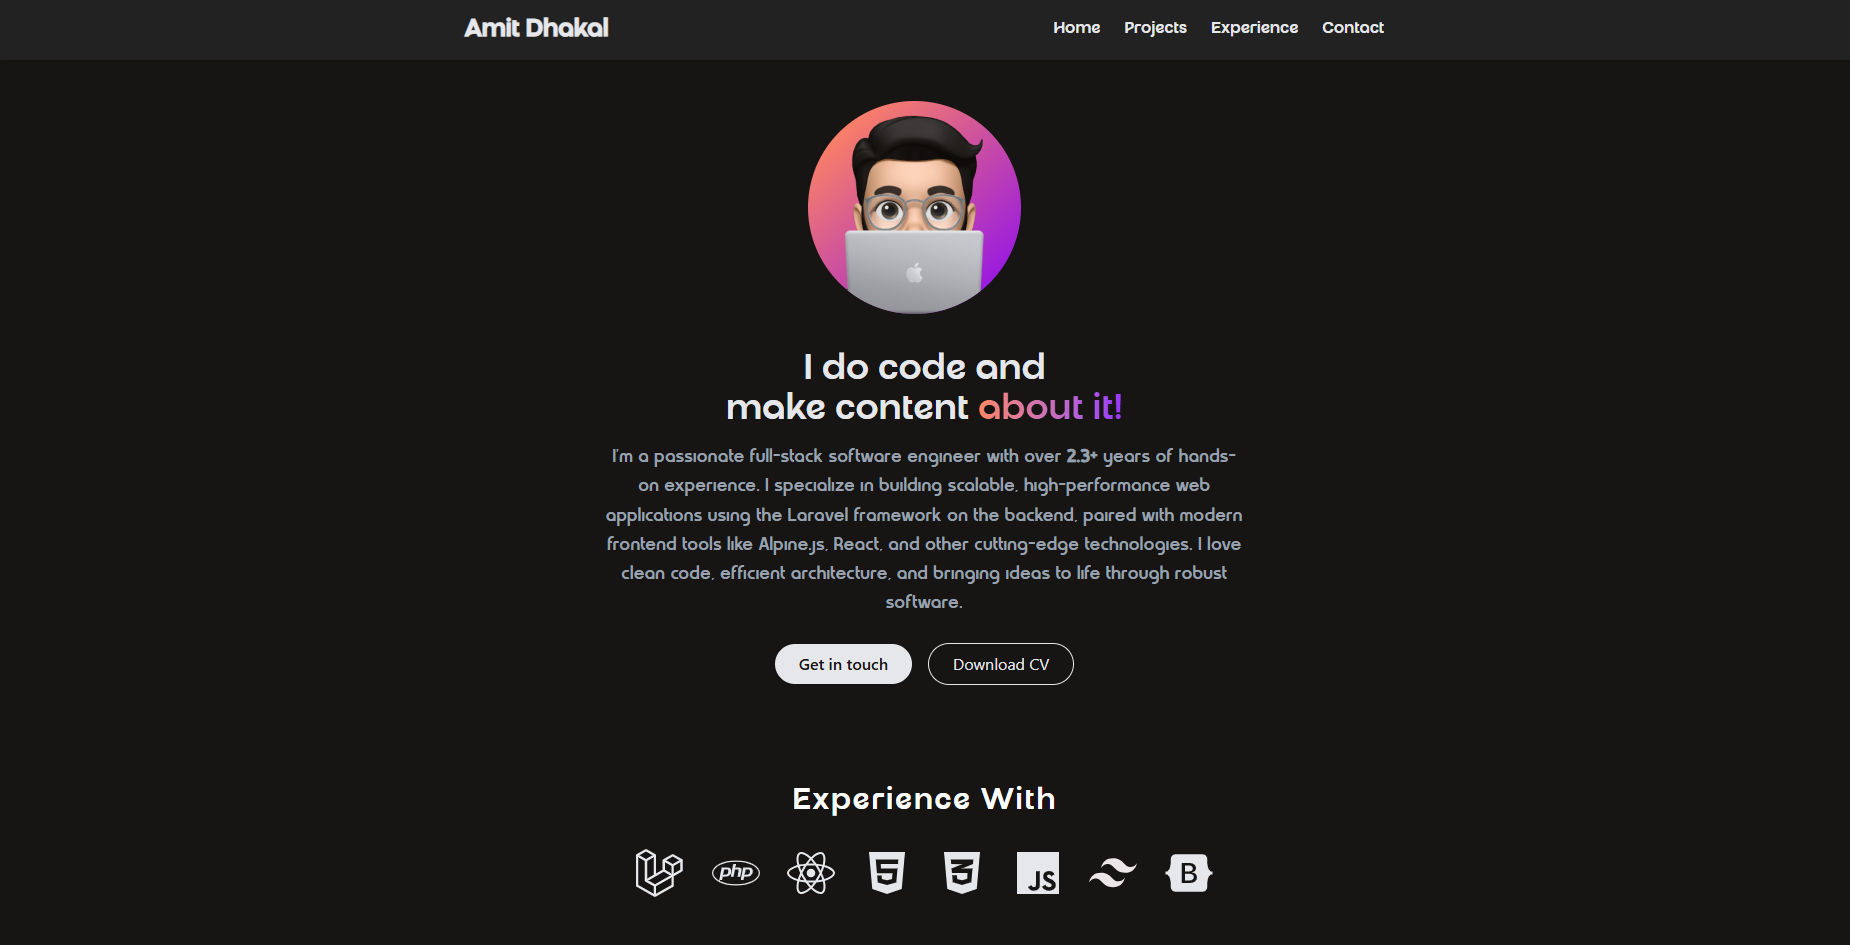 Amit Dhakal
Home Projects Experience Contact
I do code and
make content about it!
I'm a passionate full-stack software engineer with over 2.3+ years of hands-
on experience. I specialize in building scalable, high-performance web
applications using the Laravel framework on the backend, paired with modern
frontend tools like Alpine.js, React, and other cutting-edge technologies. I love
clean code, efficient architecture, and bringing ideas to life through robust
software.
Get in touch
Download CV
Experience With
php
5
3
JS
B